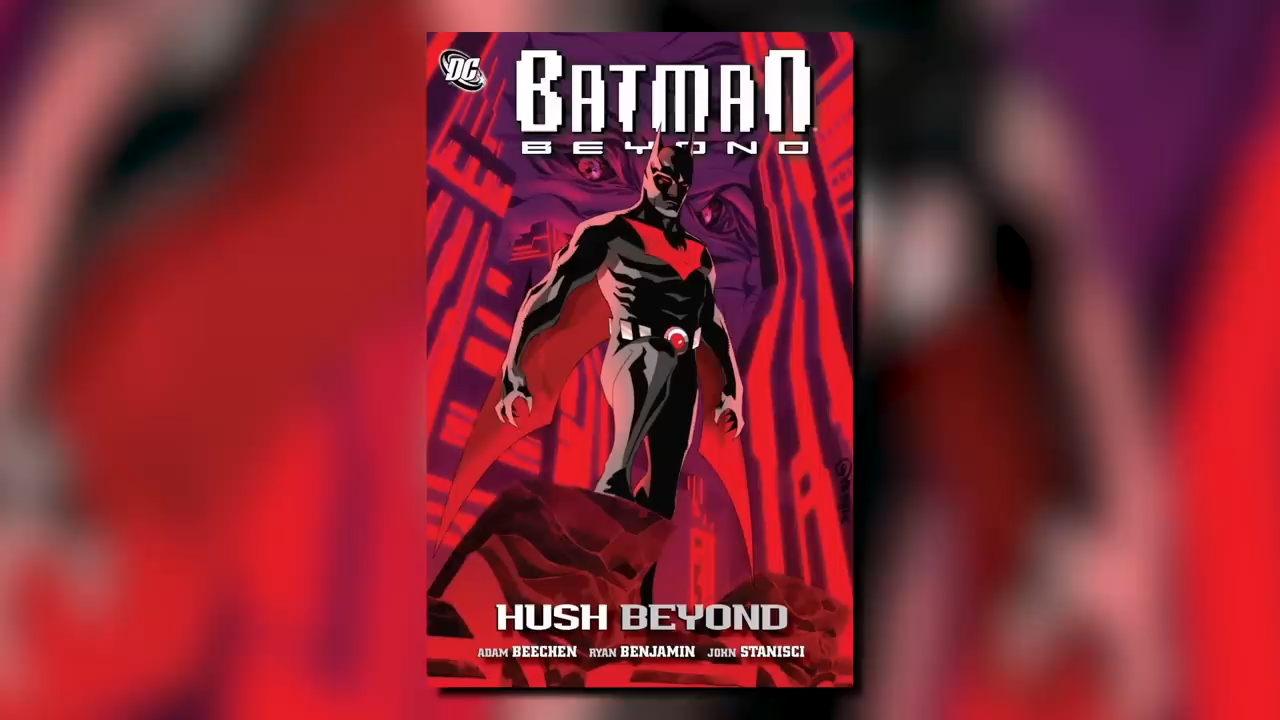 DC
BATMAN
BEYOND
HUSH BEYOND
ADAM BEECHEN RYAN BENJAMIN JOHN STANISCI